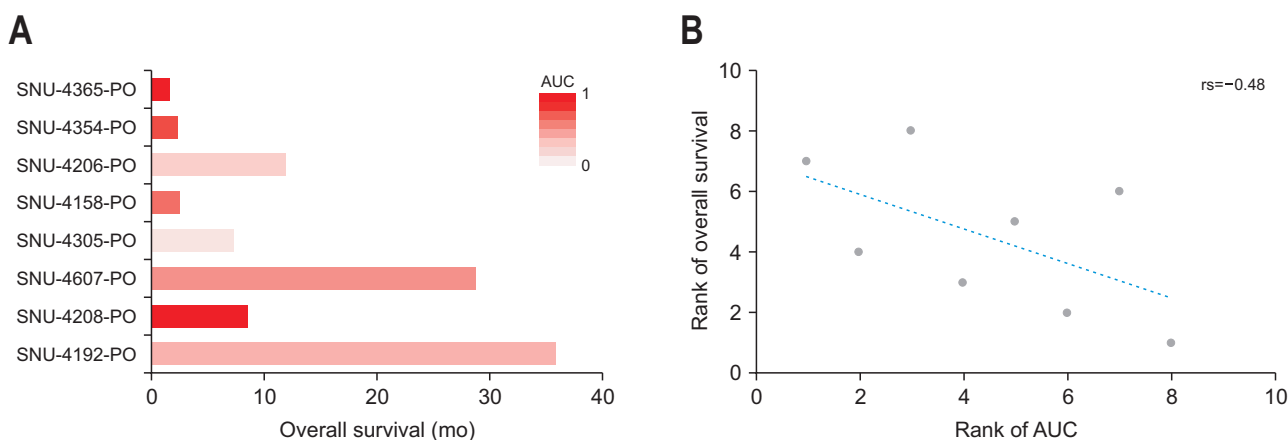 A
SNU-4365-PO
SNU-4354-PO
SNU-4206-PO
SNU-4158-PO
SNU-4305-PO
SNU-4607-PO
SNU-4208-PO
SNU-4192-PO
0 10 20 30 40
Overall survival (mo)
AUC
1
0
B
rs=−0.48
10
8
6
4
2
0
Rank of overall survival
0 2 4 6 8 10
Rank of AUC